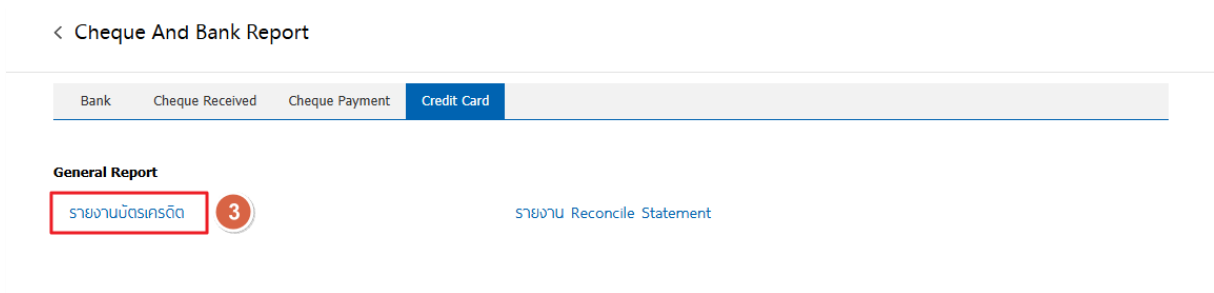 < Cheque And Bank Report
Bank Cheque Received Cheque Payment Credit Card
General Report
รายงานบัตรเครดิต 3 รายงาน Reconcile Statement